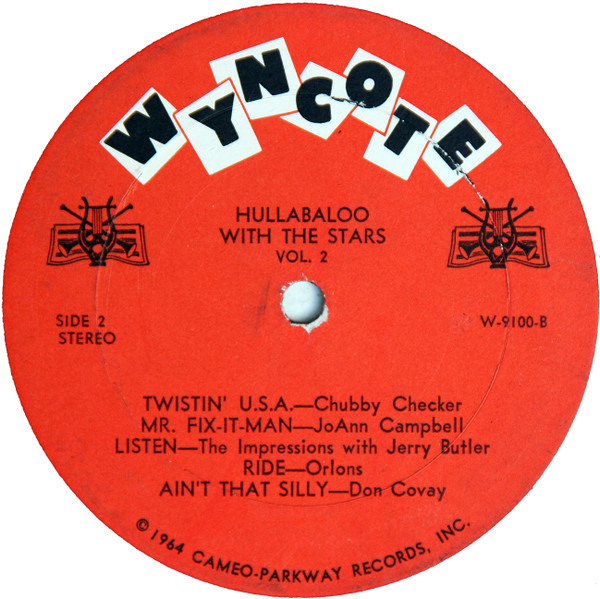 WYNCOTE
HULLABALOO
WITH THE STARS
VOL. 2
SIDE 2
STEREO
W-9100-B
TWISTIN' U.S.A.—Chubby Checker
MR. FIX-IT-MAN—JoAnn Campbell
LISTEN—The Impressions with Jerry Butler
RIDE—Orlons
AIN'T THAT SILLY—Don Covay
©1964 CAMEO-PARKWAY RECORDS, INC.